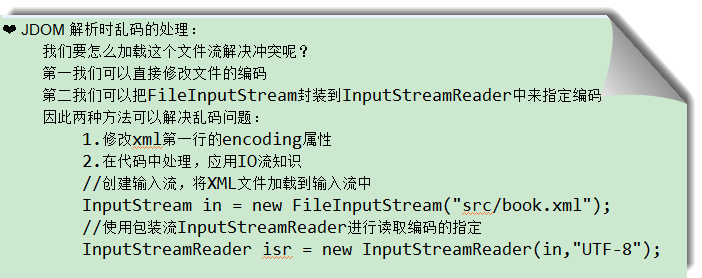 ❤ JDOM 解析时乱码的处理:
我们要怎么加载这个文件流解决冲突呢?
第一我们可以直接修改文件的编码
第二我们可以把FileInputStream封装到InputStreamReader中来指定编码
因此两种方法可以解决乱码问题:
1.修改xml第一行的encoding属性
2.在代码中处理，应用IO流知识
//创建输入流，将XML文件加载到输入流中
InputStream in = new FileInputStream("src/book.xml");
//使用包装流InputStreamReader进行读取编码的指定
InputStreamReader isr = new InputStreamReader(in,"UTF-8");